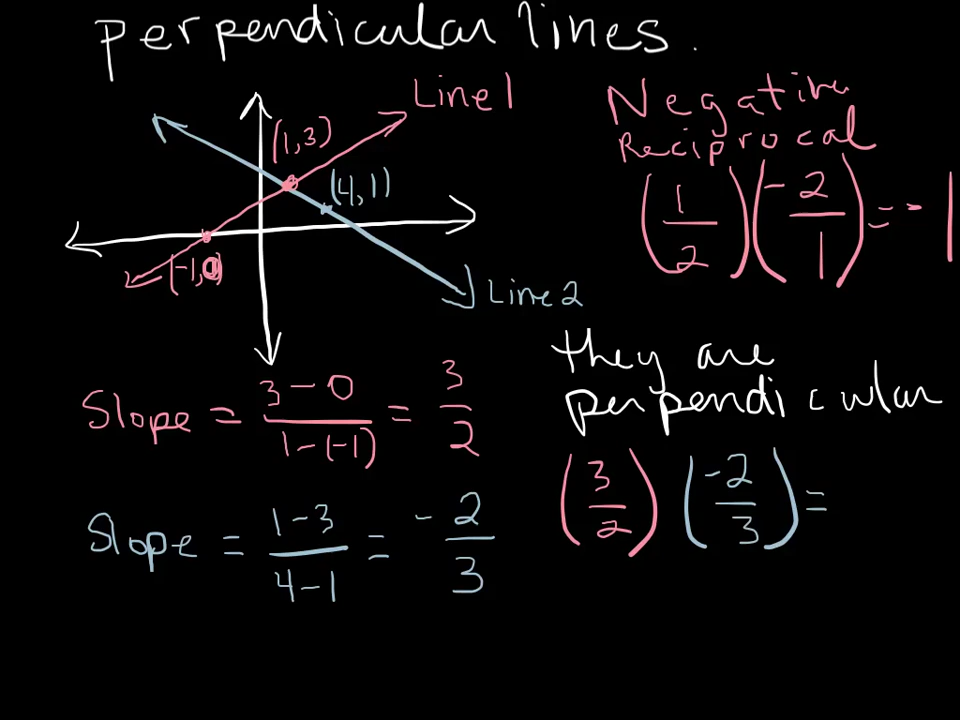 perpendicular lines.
Line 1
Negative
Reciprocal
(1,3)
(4,1)
(1/2)(-2/1) = -1
(-1,0)
Line 2
they are
perpendicular
Slope = 3-0/1-(-1) = 3/2
(3/2)(-2/3) =
Slope = 1-3/4-1 = -2/3